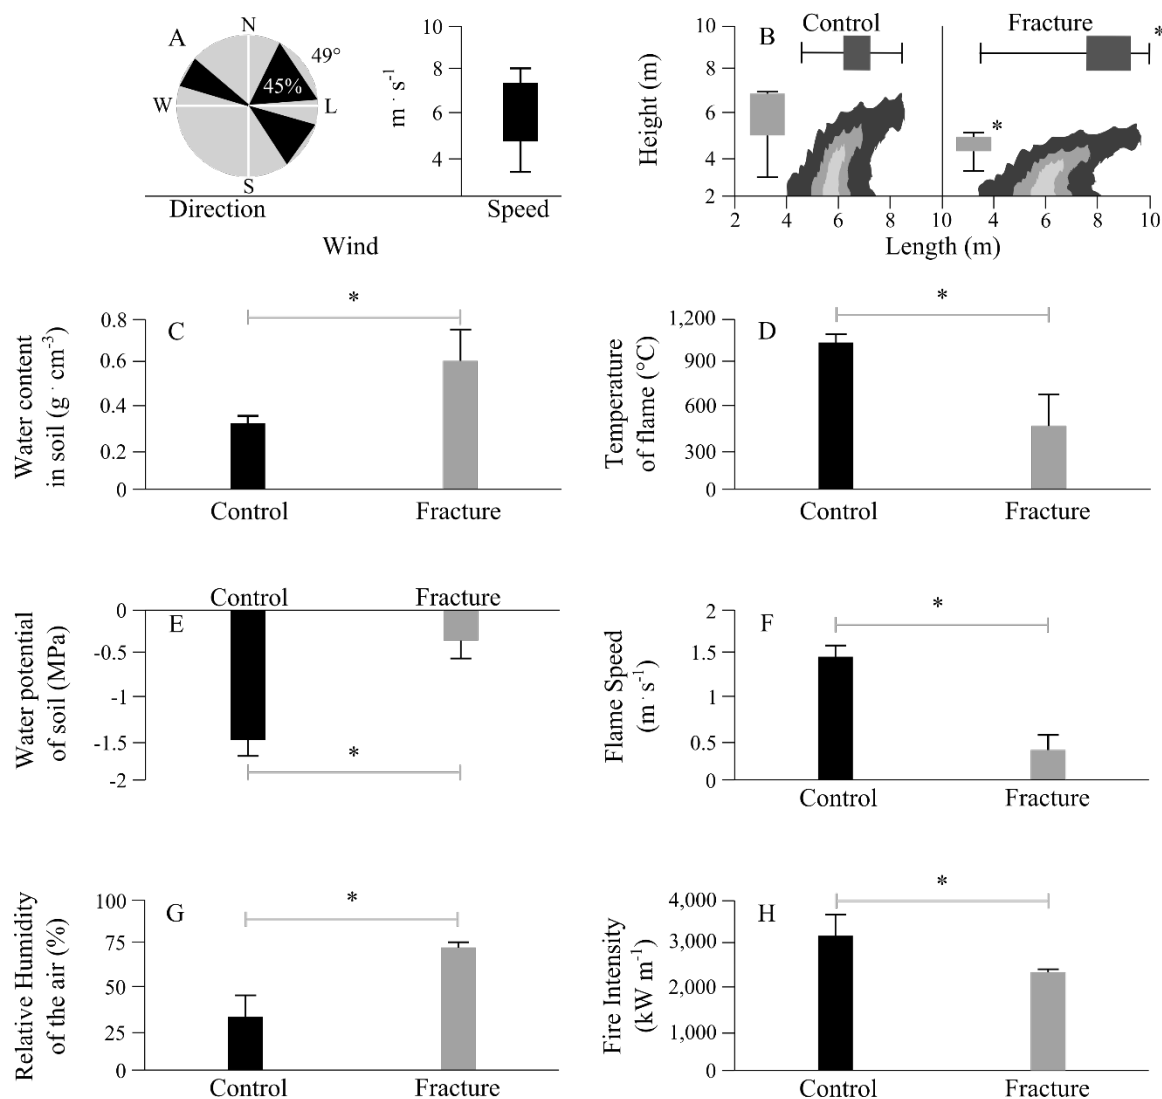 A
N
49°
45%
W
L
S
Direction
10
8
6
4
m · s⁻¹
Speed
Wind
B
Control
Fracture
*
*
Height (m)
10
8
6
4
2
2
4
6
8
10
4
6
8
10
Length (m)
C
*
Water content
in soil (g · cm⁻³)
0.8
0.6
0.4
0.2
0
Control
Fracture
D
*
Temperature
of flame (°C)
1,200
900
600
300
0
Control
Fracture
Control
Fracture
E
*
Water potential
of soil (MPa)
0
-0.5
-1
-1.5
-2
F
*
Flame Speed
(m · s⁻¹)
2
1.5
1
0.5
0
Control
Fracture
G
*
Relative Humidity
of the air (%)
100
75
50
25
0
Control
Fracture
H
*
Fire Intensity
(kW m⁻¹)
4,000
3,000
2,000
1,000
0
Control
Fracture